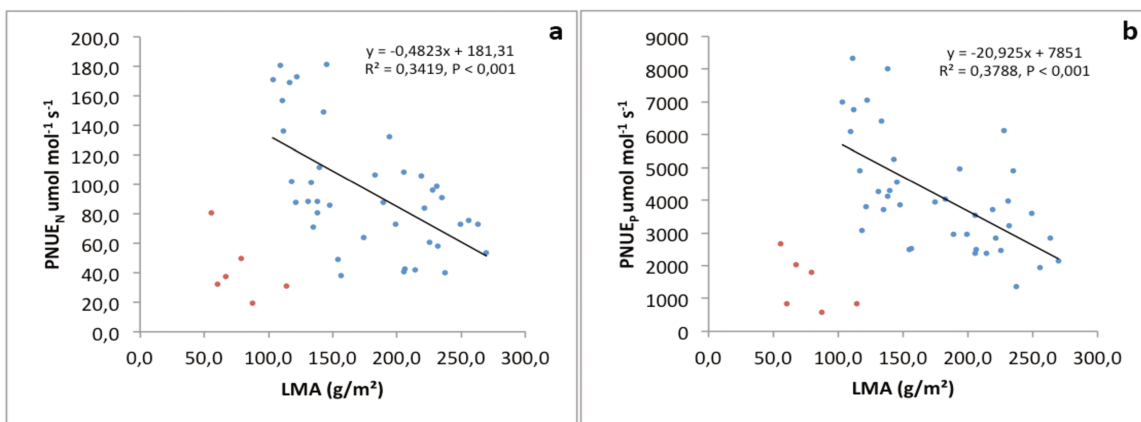 a
y = -0,4823x + 181,31
R² = 0,3419, P < 0,001
PNUE_N umol mol⁻¹ s⁻¹
200,0
180,0
160,0
140,0
120,0
100,0
80,0
60,0
40,0
20,0
0,0
0,0 50,0 100,0 150,0 200,0 250,0 300,0
LMA (g/m²)
b
y = -20,925x + 7851
R² = 0,3788, P < 0,001
PNUE_P umol mol⁻¹ s⁻¹
9000
8000
7000
6000
5000
4000
3000
2000
1000
0
0,0 50,0 100,0 150,0 200,0 250,0 300,0
LMA (g/m²)